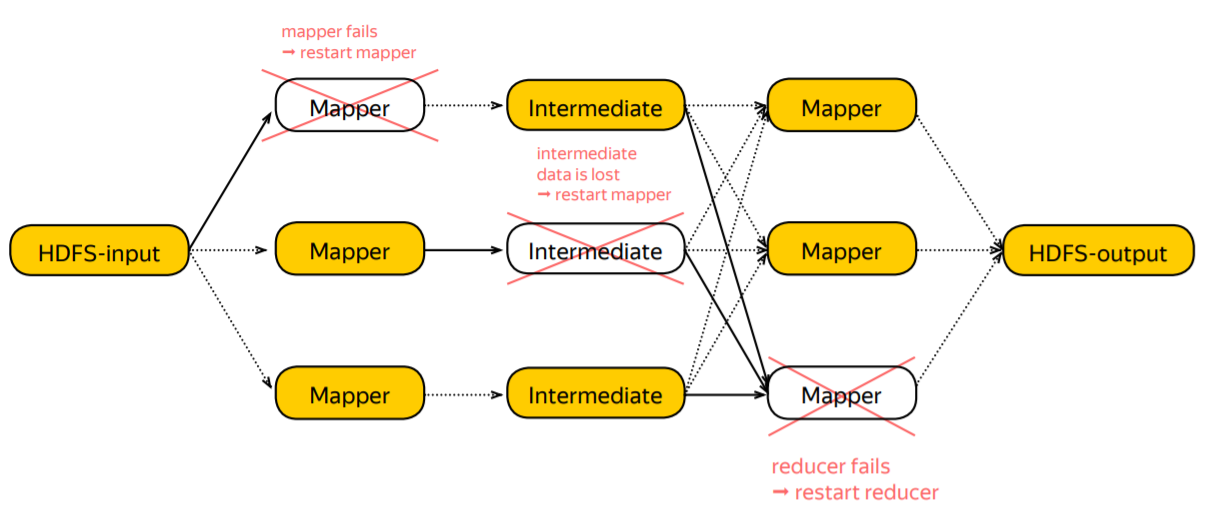 mapper fails
➞ restart mapper
Mapper
Intermediate
Mapper
intermediate
data is lost
➞ restart mapper
HDFS-input
Mapper
Intermediate
Mapper
HDFS-output
Mapper
Intermediate
Mapper
reducer fails
➞ restart reducer